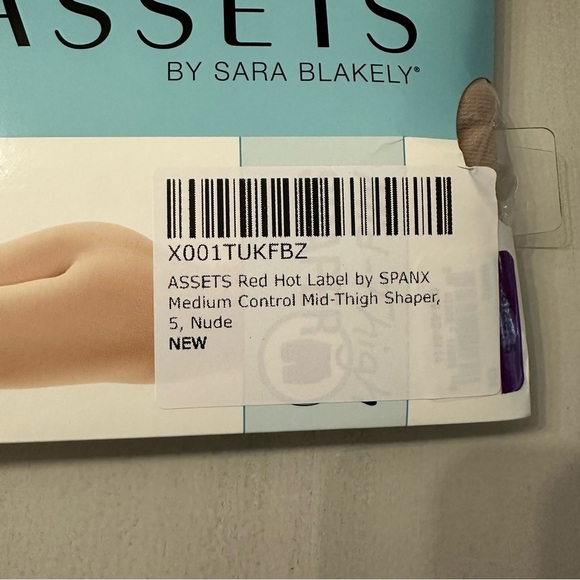 ASSETS
BY SARA BLAKELY®
X001TUKFBZ
ASSETS Red Hot Label by SPANX
Medium Control Mid-Thigh Shaper,
5, Nude
NEW